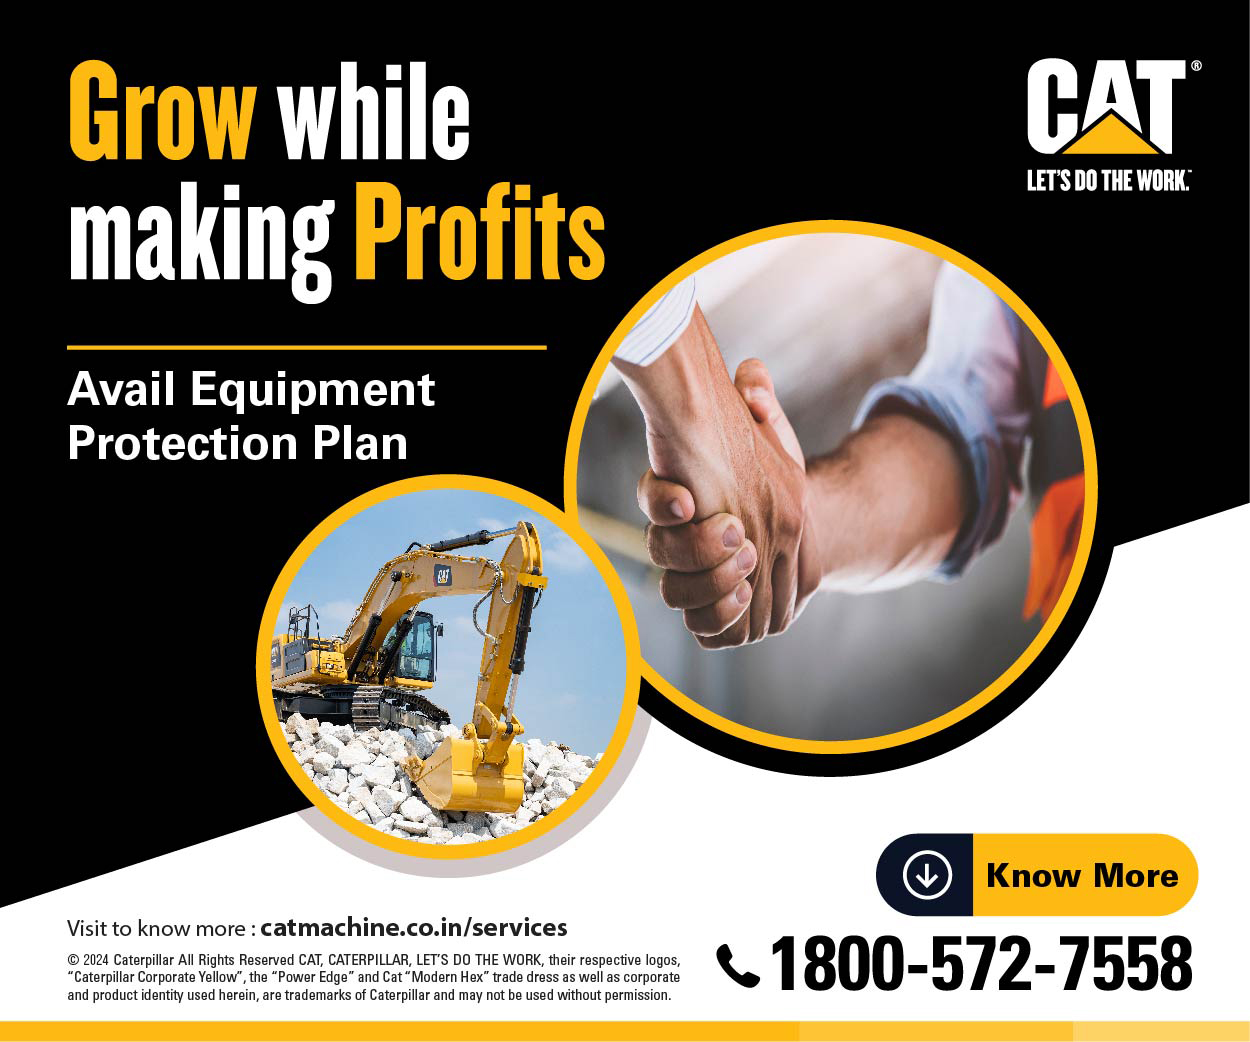 Grow while
making Profits
CAT®
LET'S DO THE WORK.™
Avail Equipment
Protection Plan
CAT
Know More
Visit to know more : catmachine.co.in/services
1800-572-7558
© 2024 Caterpillar All Rights Reserved CAT, CATERPILLAR, LET'S DO THE WORK, their respective logos,
“Caterpillar Corporate Yellow”, the “Power Edge” and Cat “Modern Hex” trade dress as well as corporate
and product identity used herein, are trademarks of Caterpillar and may not be used without permission.